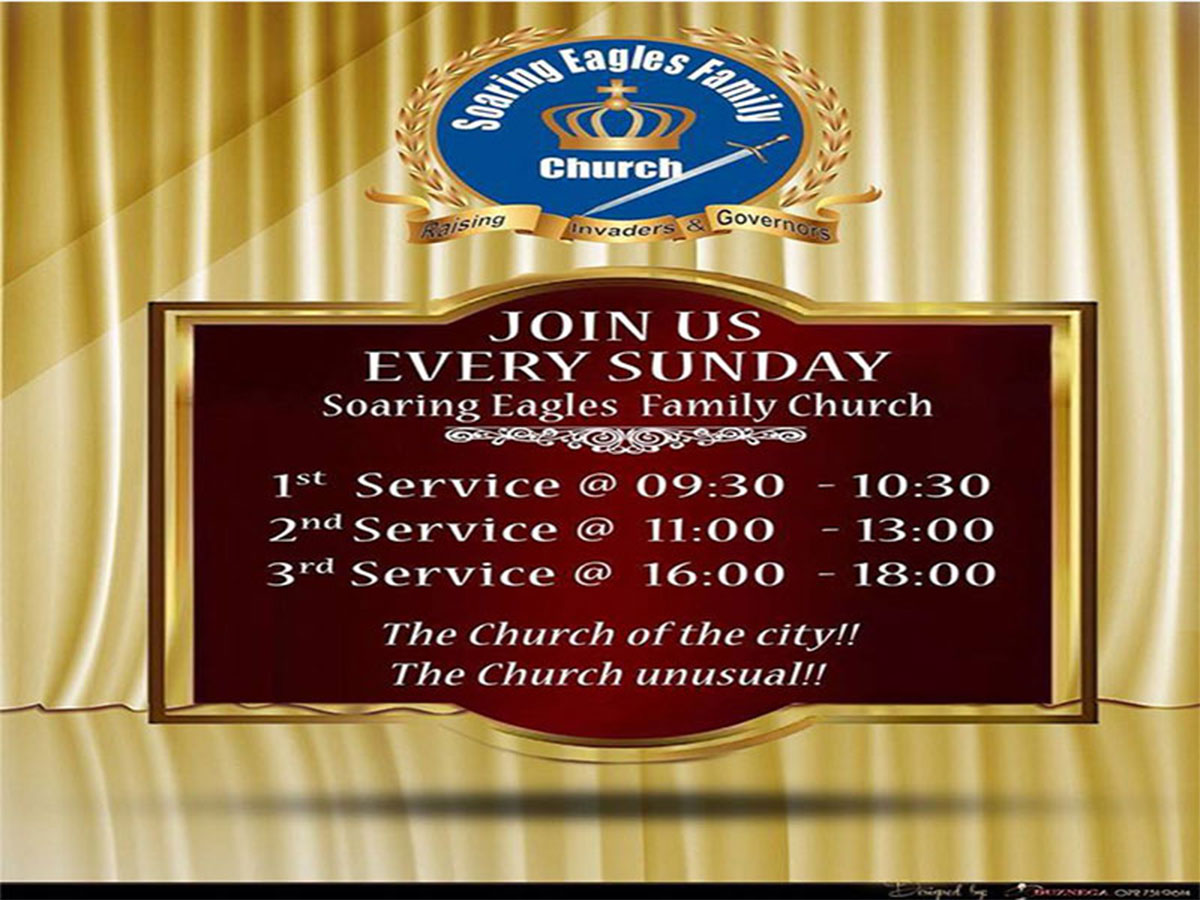 Soaring Eagles Family
Church
Raising Invaders & Governors
JOIN US
EVERY SUNDAY
Soaring Eagles Family Church
1st Service @ 09:30 - 10:30
2nd Service @ 11:00 - 13:00
3rd Service @ 16:00 - 18:00
The Church of the city!!
The Church unusual!!
Designed by: